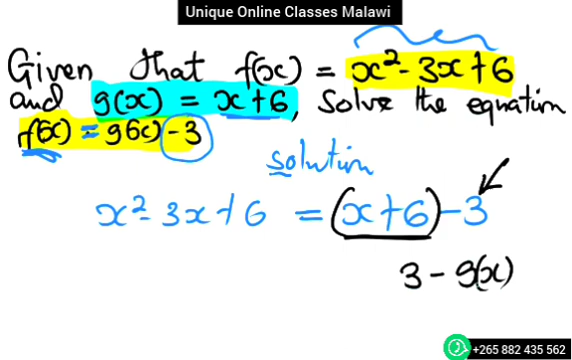 Unique Online Classes Malawi
Given that f(x) = x² - 3x + 6
and g(x) = x + 6, Solve the equation
f(x) = g(x) - 3
Solution
x² - 3x + 6 = (x + 6) - 3
3 - g(x)
+265 882 435 562